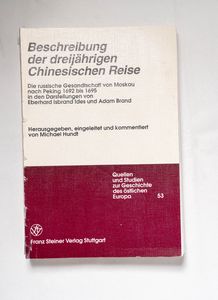 Beschreibung
der dreijährigen
Chinesischen Reise
Die russische Gesandtschaft von Moskau
nach Peking 1692 bis 1695
in den Darstellungen von
Eberhard Isbrand Ides und Adam Brand
Herausgegeben, eingeleitet und kommentiert
von Michael Hundt
Quellen
und Studien
zur Geschichte
des östlichen
Europa 53
Franz Steiner Verlag Stuttgart